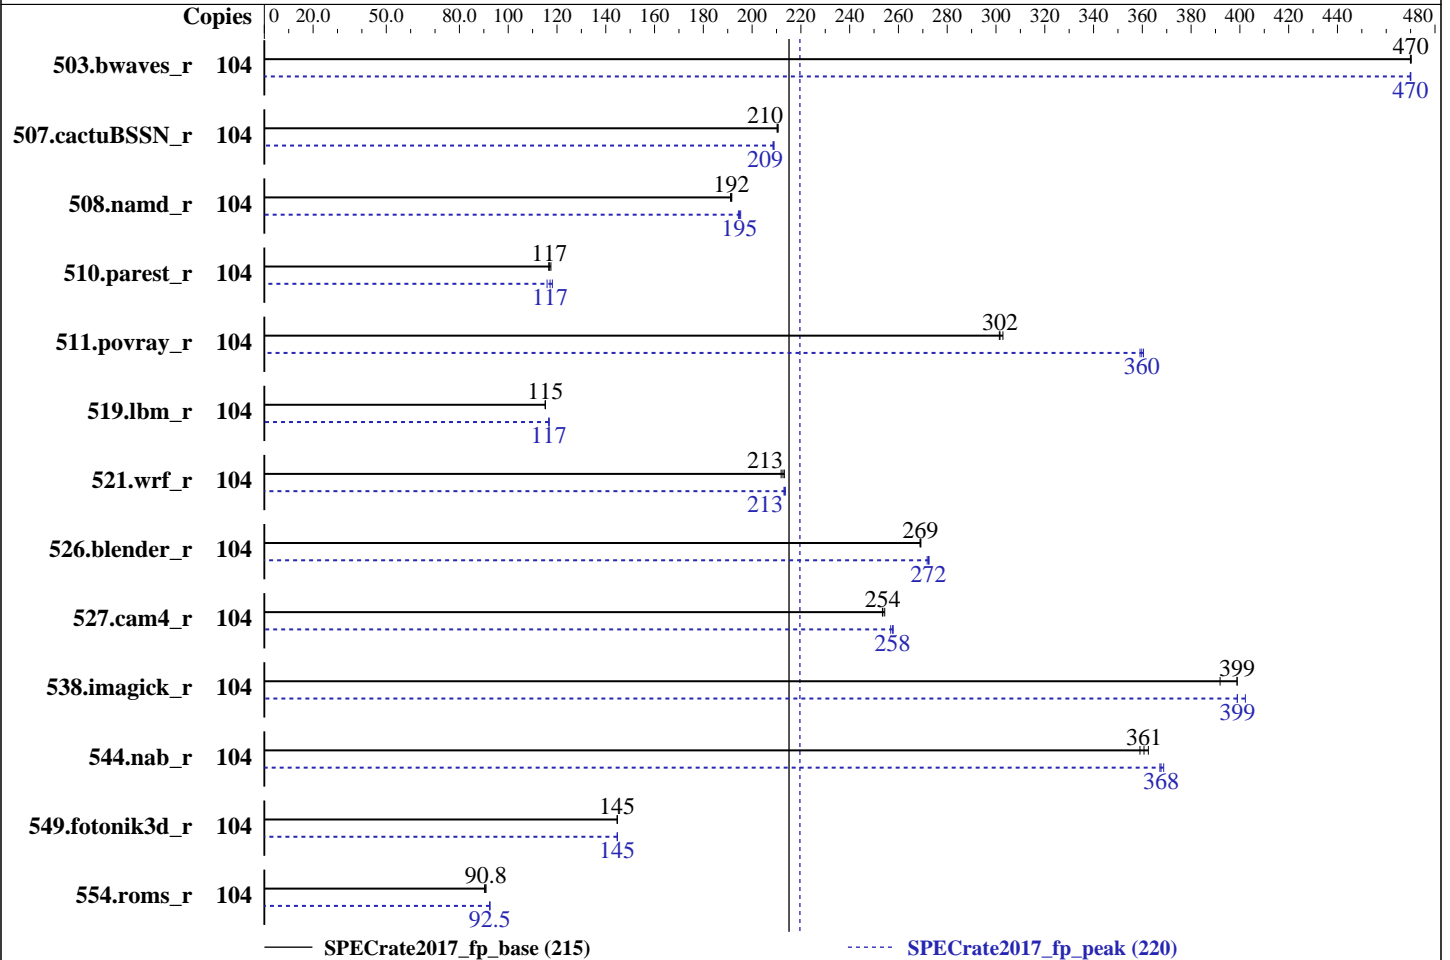 Copies 0 20.0 50.0 80.0 100 120 140 160 180 200 220 240 260 280 300 320 340 360 380 400 420 440 480
503.bwaves_r 104 470
470
507.cactuBSSN_r 104 210
209
508.namd_r 104 192
195
510.parest_r 104 117
117
511.povray_r 104 302
360
519.lbm_r 104 115
117
521.wrf_r 104 213
213
526.blender_r 104 269
272
527.cam4_r 104 254
258
538.imagick_r 104 399
399
544.nab_r 104 361
368
549.fotonik3d_r 104 145
145
554.roms_r 104 90.8
92.5
SPECrate2017_fp_base (215) SPECrate2017_fp_peak (220)